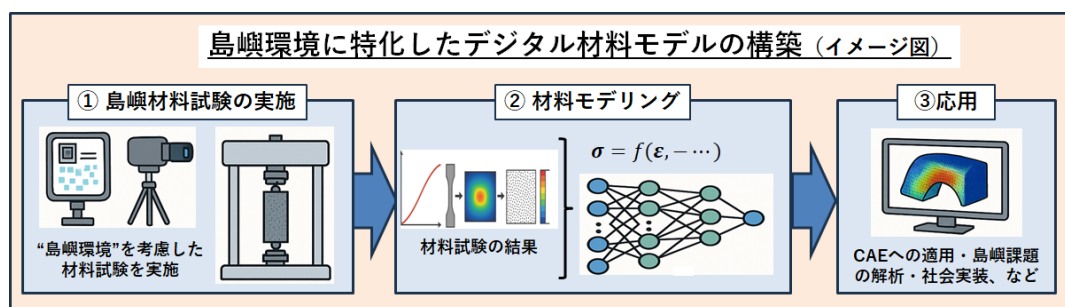 島嶼環境に特化したデジタル材料モデルの構築（イメージ図）
① 島嶼材料試験の実施
“島嶼環境”を考慮した
材料試験を実施
② 材料モデリング
材料試験の結果
σ = f(ε, − ⋯)
③応用
CAEへの適用・島嶼課題
の解析・社会実装、など